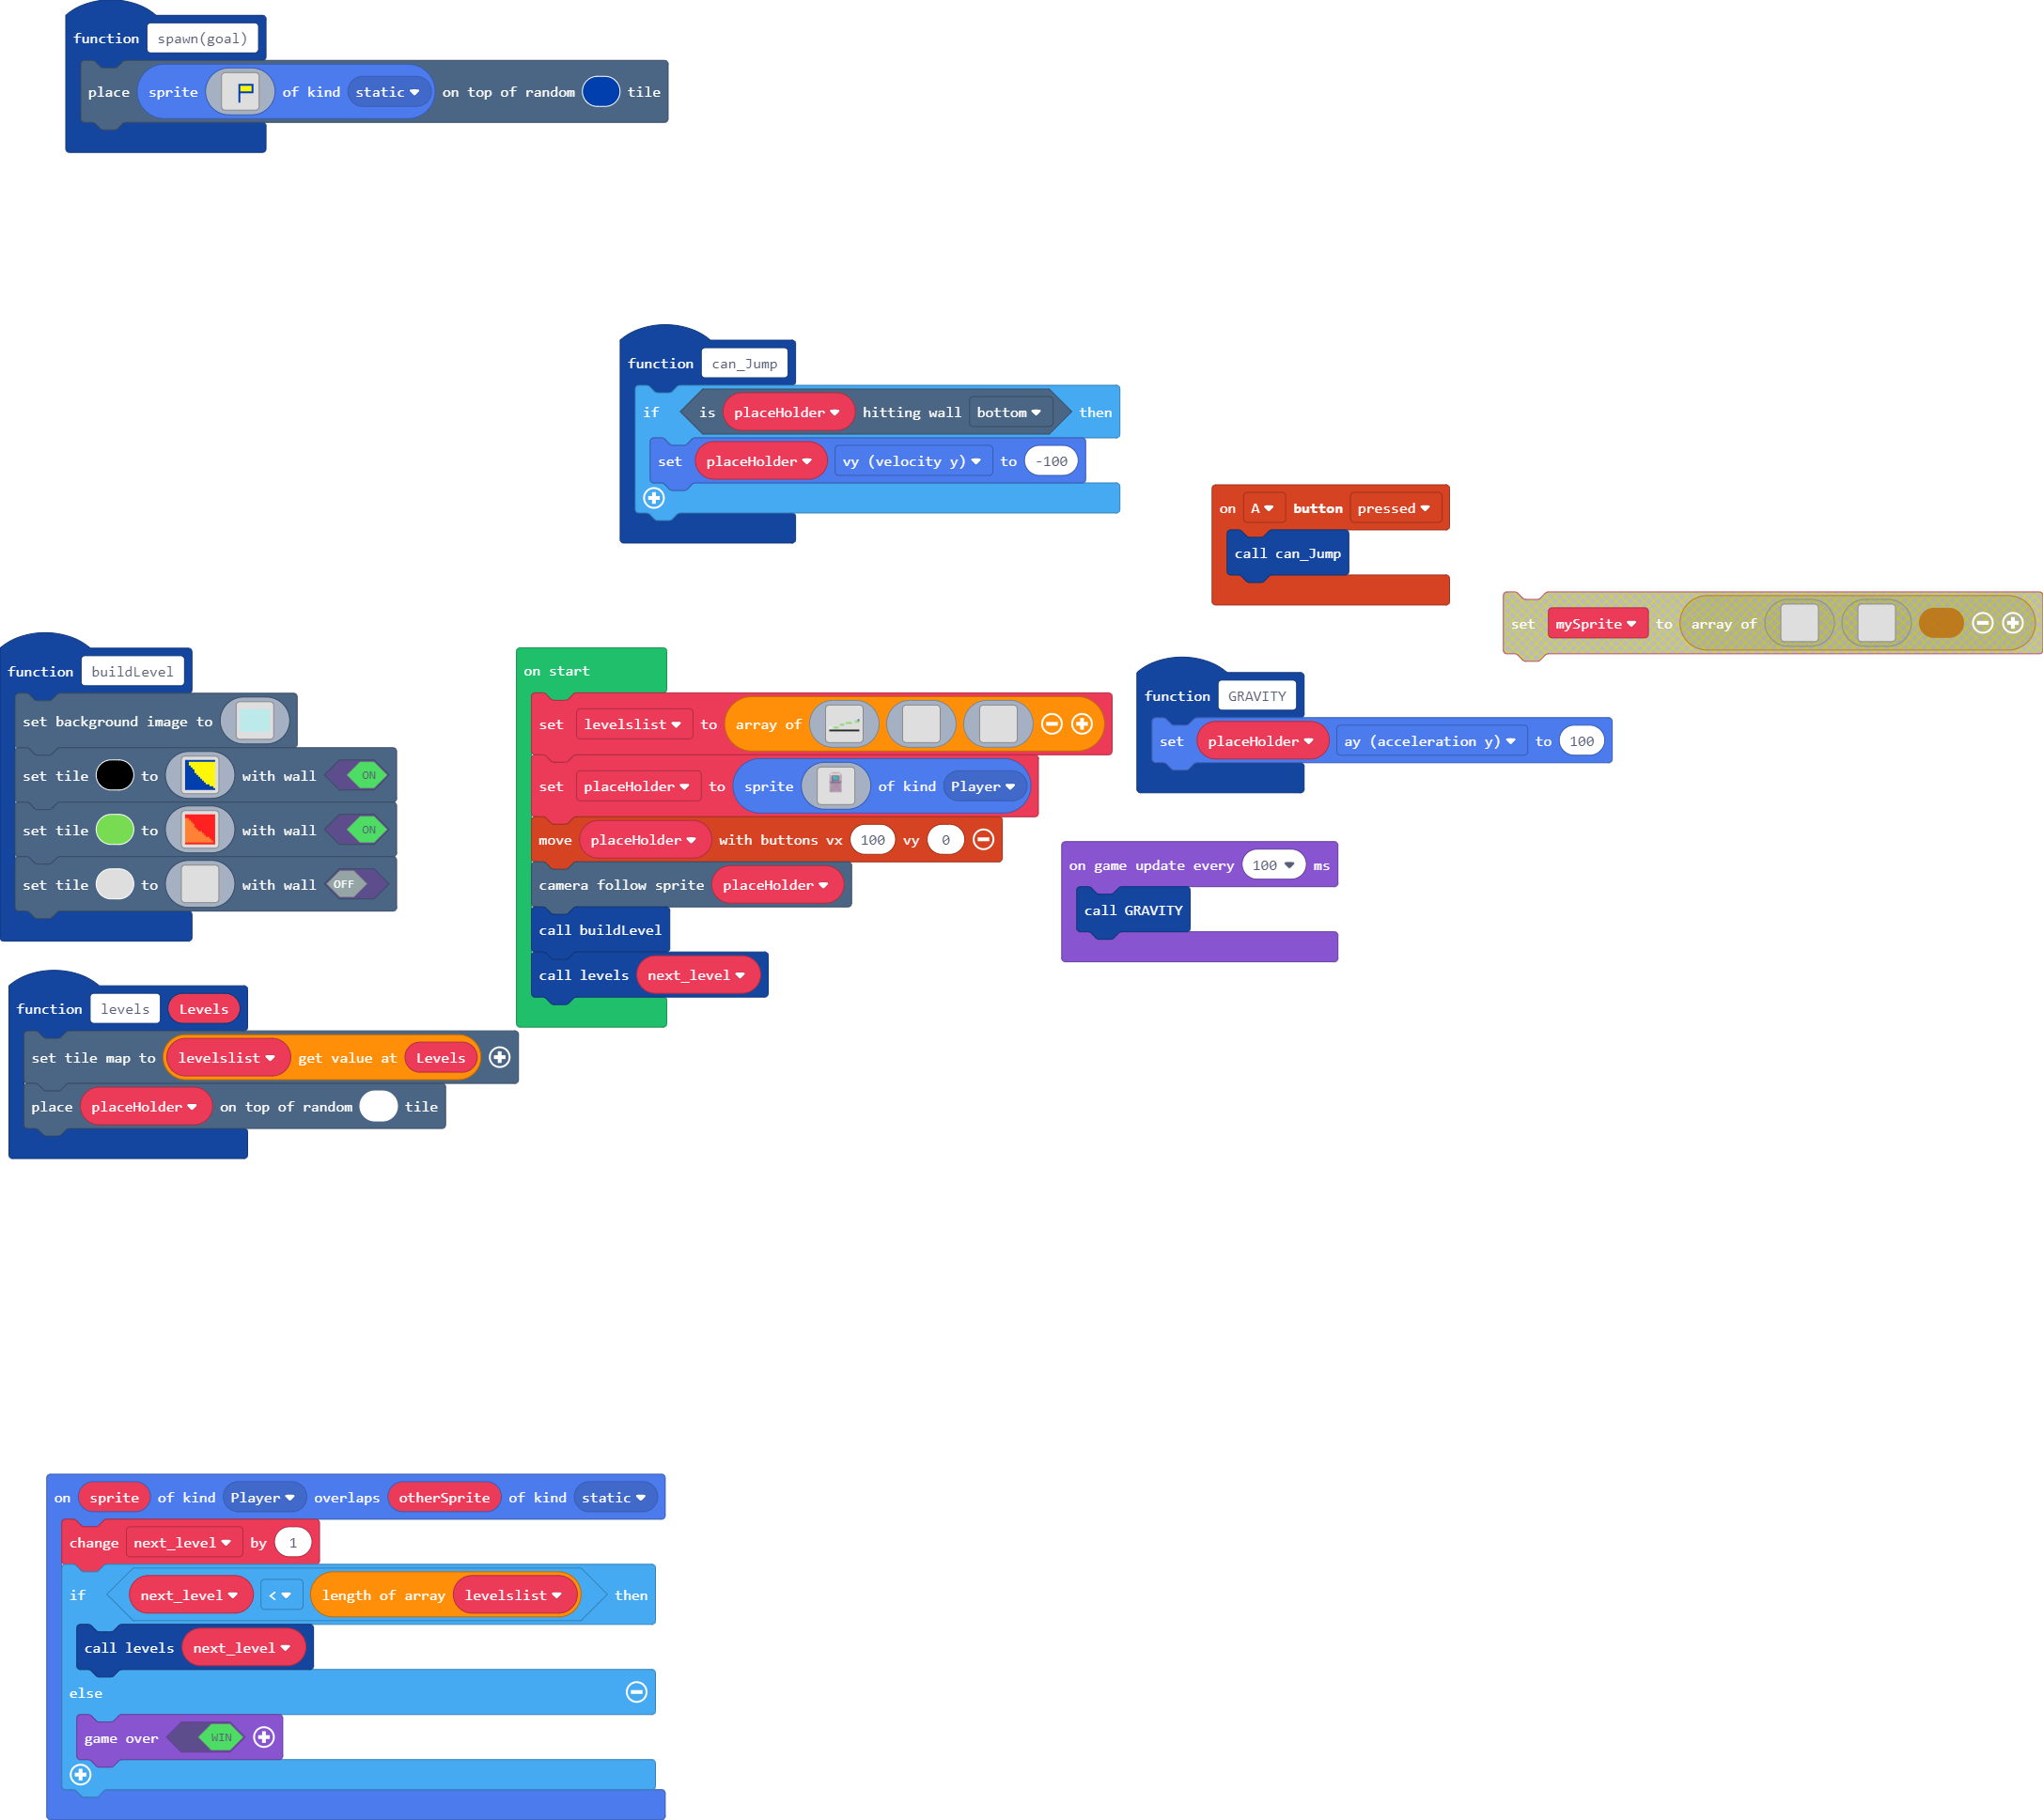 function spawn(goal)
place sprite of kind static on top of random tile
function can_Jump
if is placeHolder hitting wall bottom then
set placeHolder vy (velocity y) to -100
on A button pressed
call can_Jump
set mySprite to array of
function buildLevel
set background image to
set tile to with wall ON
set tile to with wall ON
set tile to with wall OFF
on start
set levelslist to array of
set placeHolder to sprite of kind Player
move placeHolder with buttons vx 100 vy 0
camera follow sprite placeHolder
call buildLevel
call levels next_level
function GRAVITY
set placeHolder ay (acceleration y) to 100
on game update every 100 ms
call GRAVITY
function levels Levels
set tile map to levelslist get value at Levels
place placeHolder on top of random tile
on sprite of kind Player overlaps otherSprite of kind static
change next_level by 1
if next_level < length of array levelslist then
call levels next_level
else
game over WIN